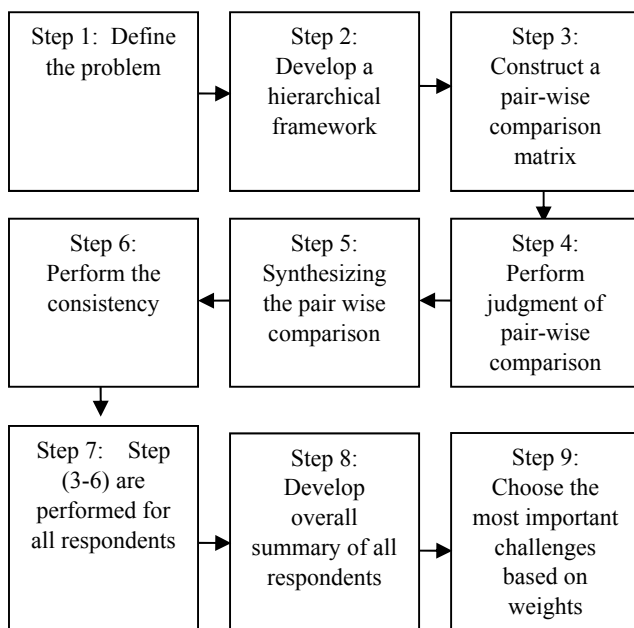 Step 1: Define
the problem
Step 2:
Develop a
hierarchical
framework
Step 3:
Construct a
pair-wise
comparison
matrix
Step 4:
Perform
judgment of
pair-wise
comparison
Step 5:
Synthesizing
the pair wise
comparison
Step 6:
Perform the
consistency
Step 7: Step
(3-6) are
performed for
all respondents
Step 8:
Develop
overall
summary of all
respondents
Step 9:
Choose the
most important
challenges
based on
weights